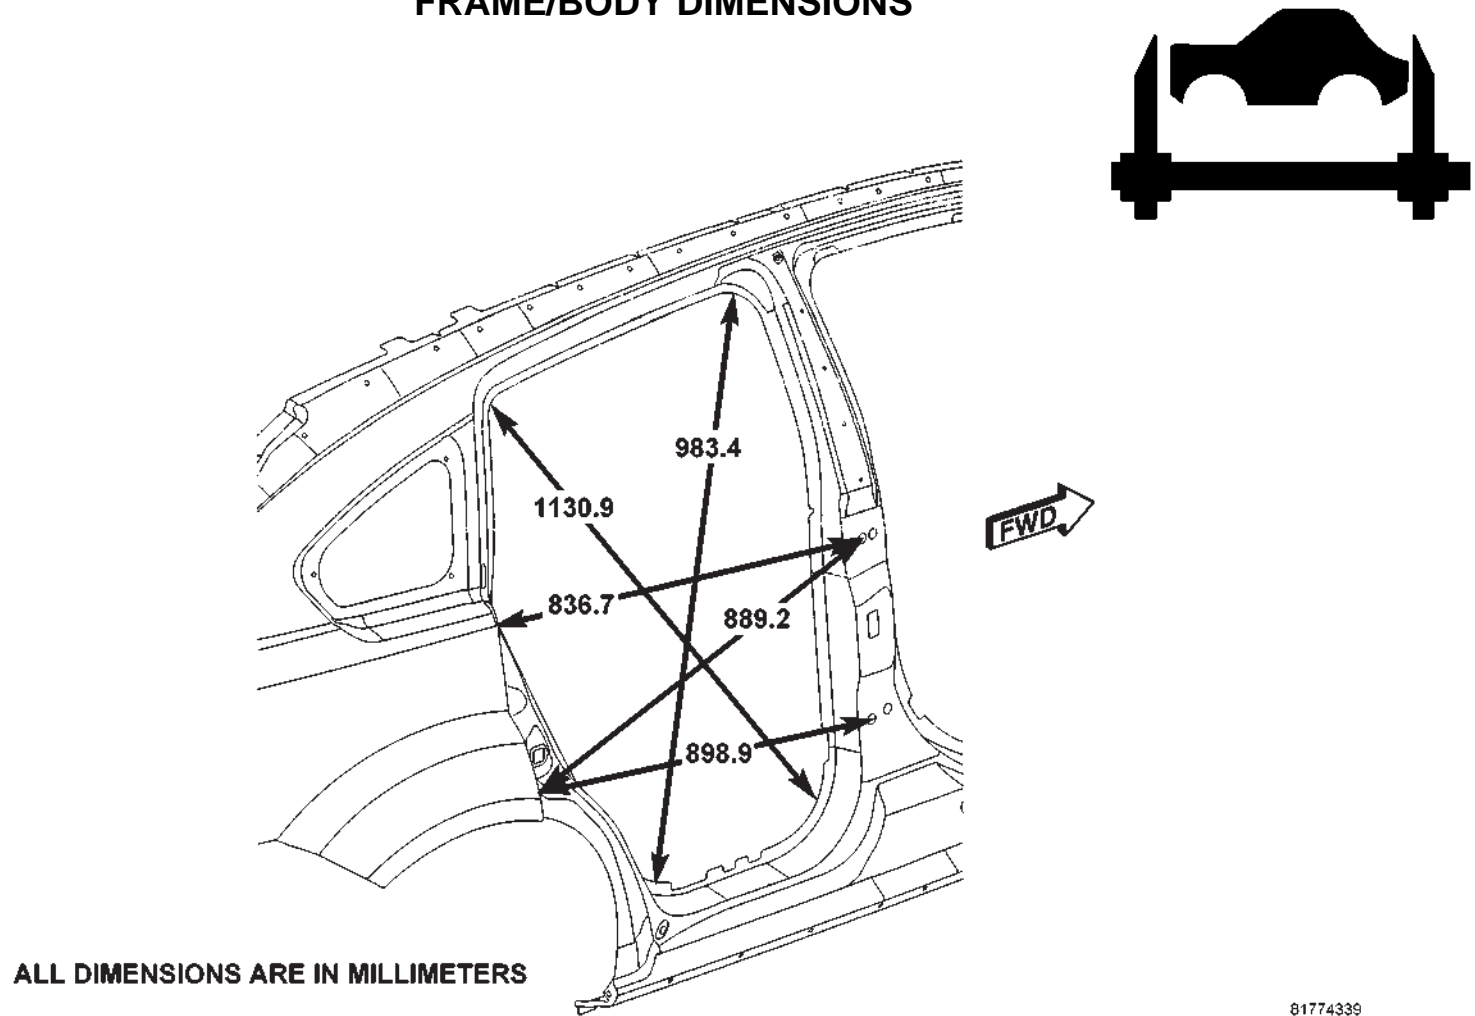 FRAME/BODY DIMENSIONS
983.4
1130.9
FWD
836.7
889.2
898.9
ALL DIMENSIONS ARE IN MILLIMETERS
81774339